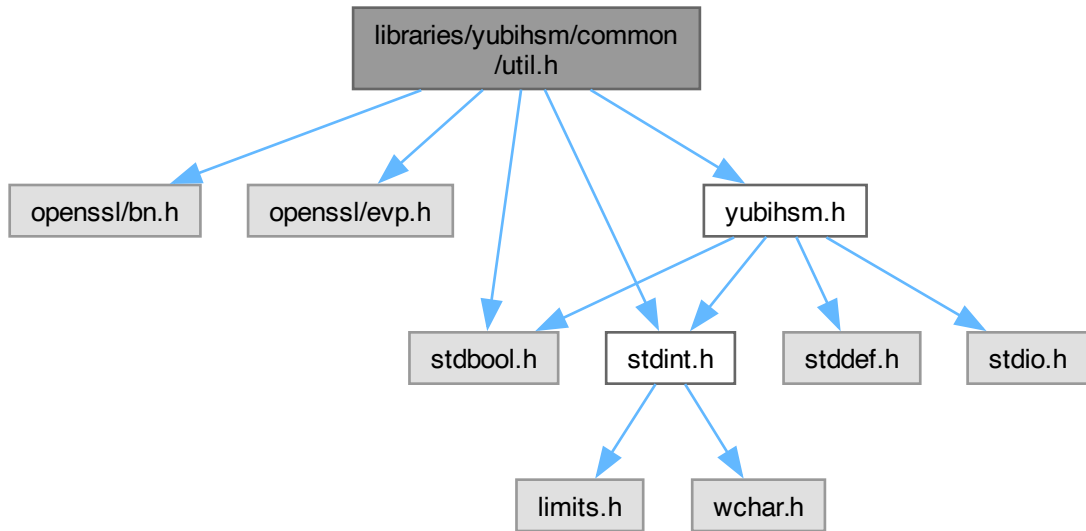 libraries/yubihsm/common
/util.h
openssl/bn.h
openssl/evp.h
yubihsm.h
stdbool.h
stdint.h
stddef.h
stdio.h
limits.h
wchar.h